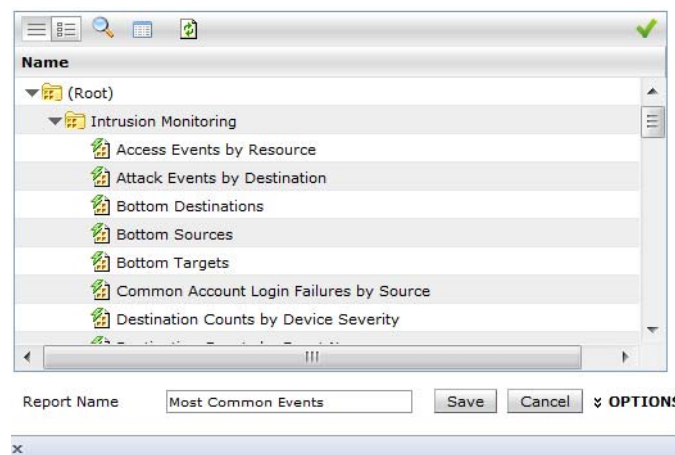 Name
(Root)
Intrusion Monitoring
Access Events by Resource
Attack Events by Destination
Bottom Destinations
Bottom Sources
Bottom Targets
Common Account Login Failures by Source
Destination Counts by Device Severity
Report Name Most Common Events Save Cancel OPTIONS